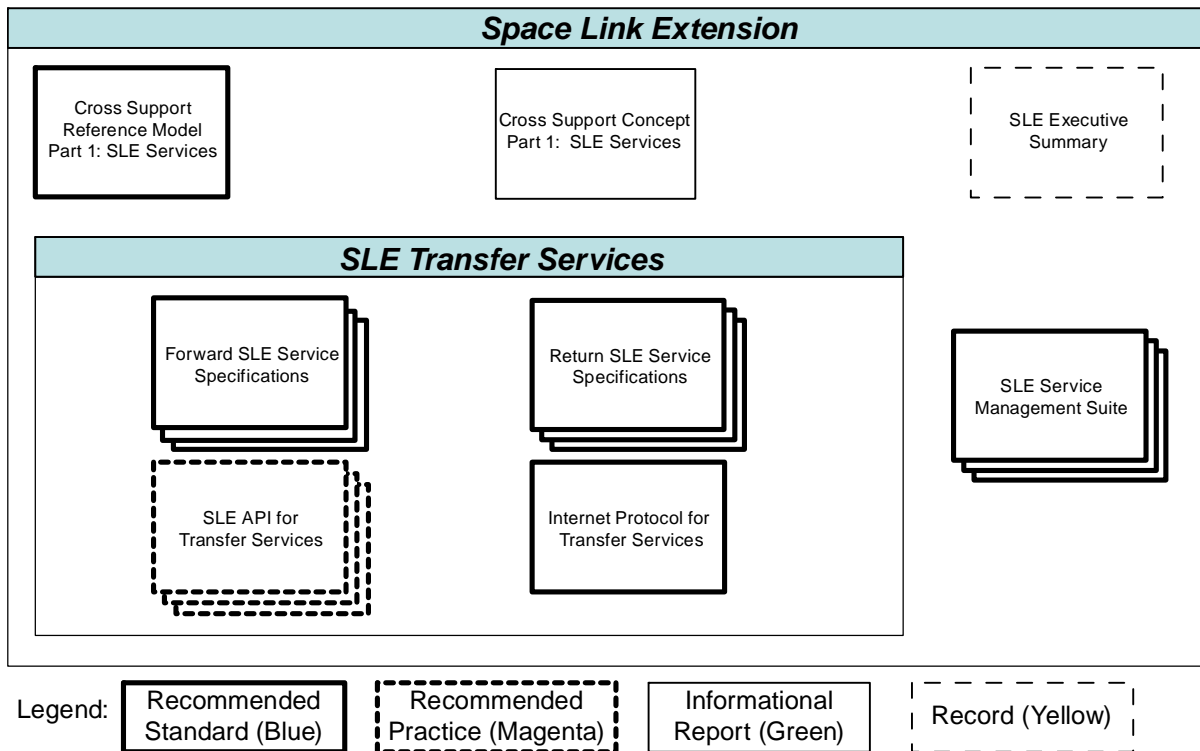 Space Link Extension
Cross Support
Reference Model
Part 1: SLE Services
Cross Support Concept
Part 1: SLE Services
SLE Executive
Summary
SLE Transfer Services
Forward SLE Service
Specifications
Return SLE Service
Specifications
SLE Service
Management Suite
SLE API for
Transfer Services
Internet Protocol for
Transfer Services
Legend:
Recommended
Standard (Blue)
Recommended
Practice (Magenta)
Informational
Report (Green)
Record (Yellow)